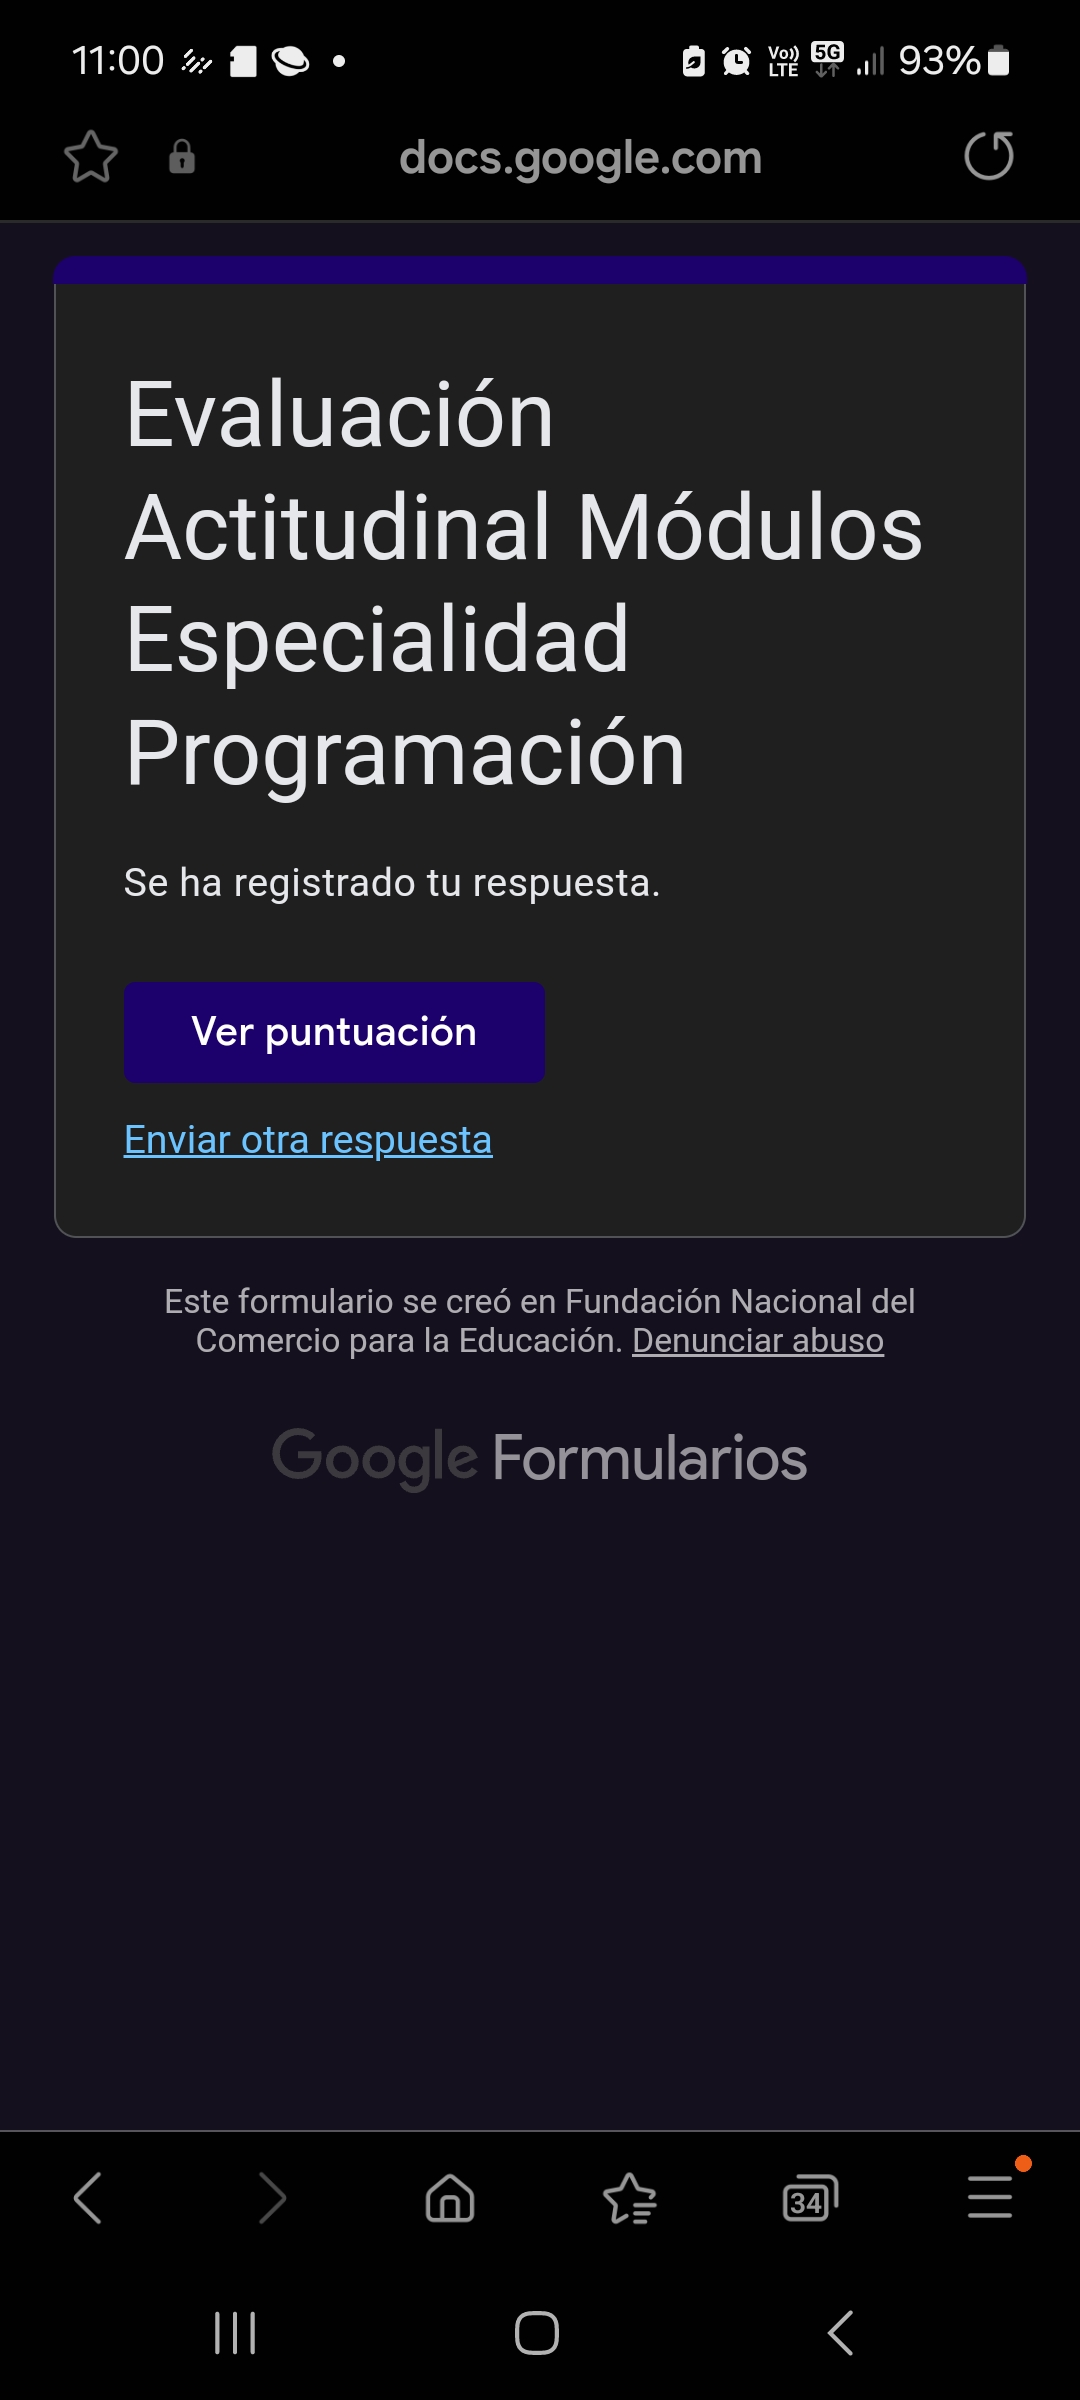 11:00 Vo)) LTE 5G 93%
docs.google.com
Evaluación
Actitudinal Módulos
Especialidad
Programación
Se ha registrado tu respuesta.
Ver puntuación
Enviar otra respuesta
Este formulario se creó en Fundación Nacional del
Comercio para la Educación. Denunciar abuso
Google Formularios
34